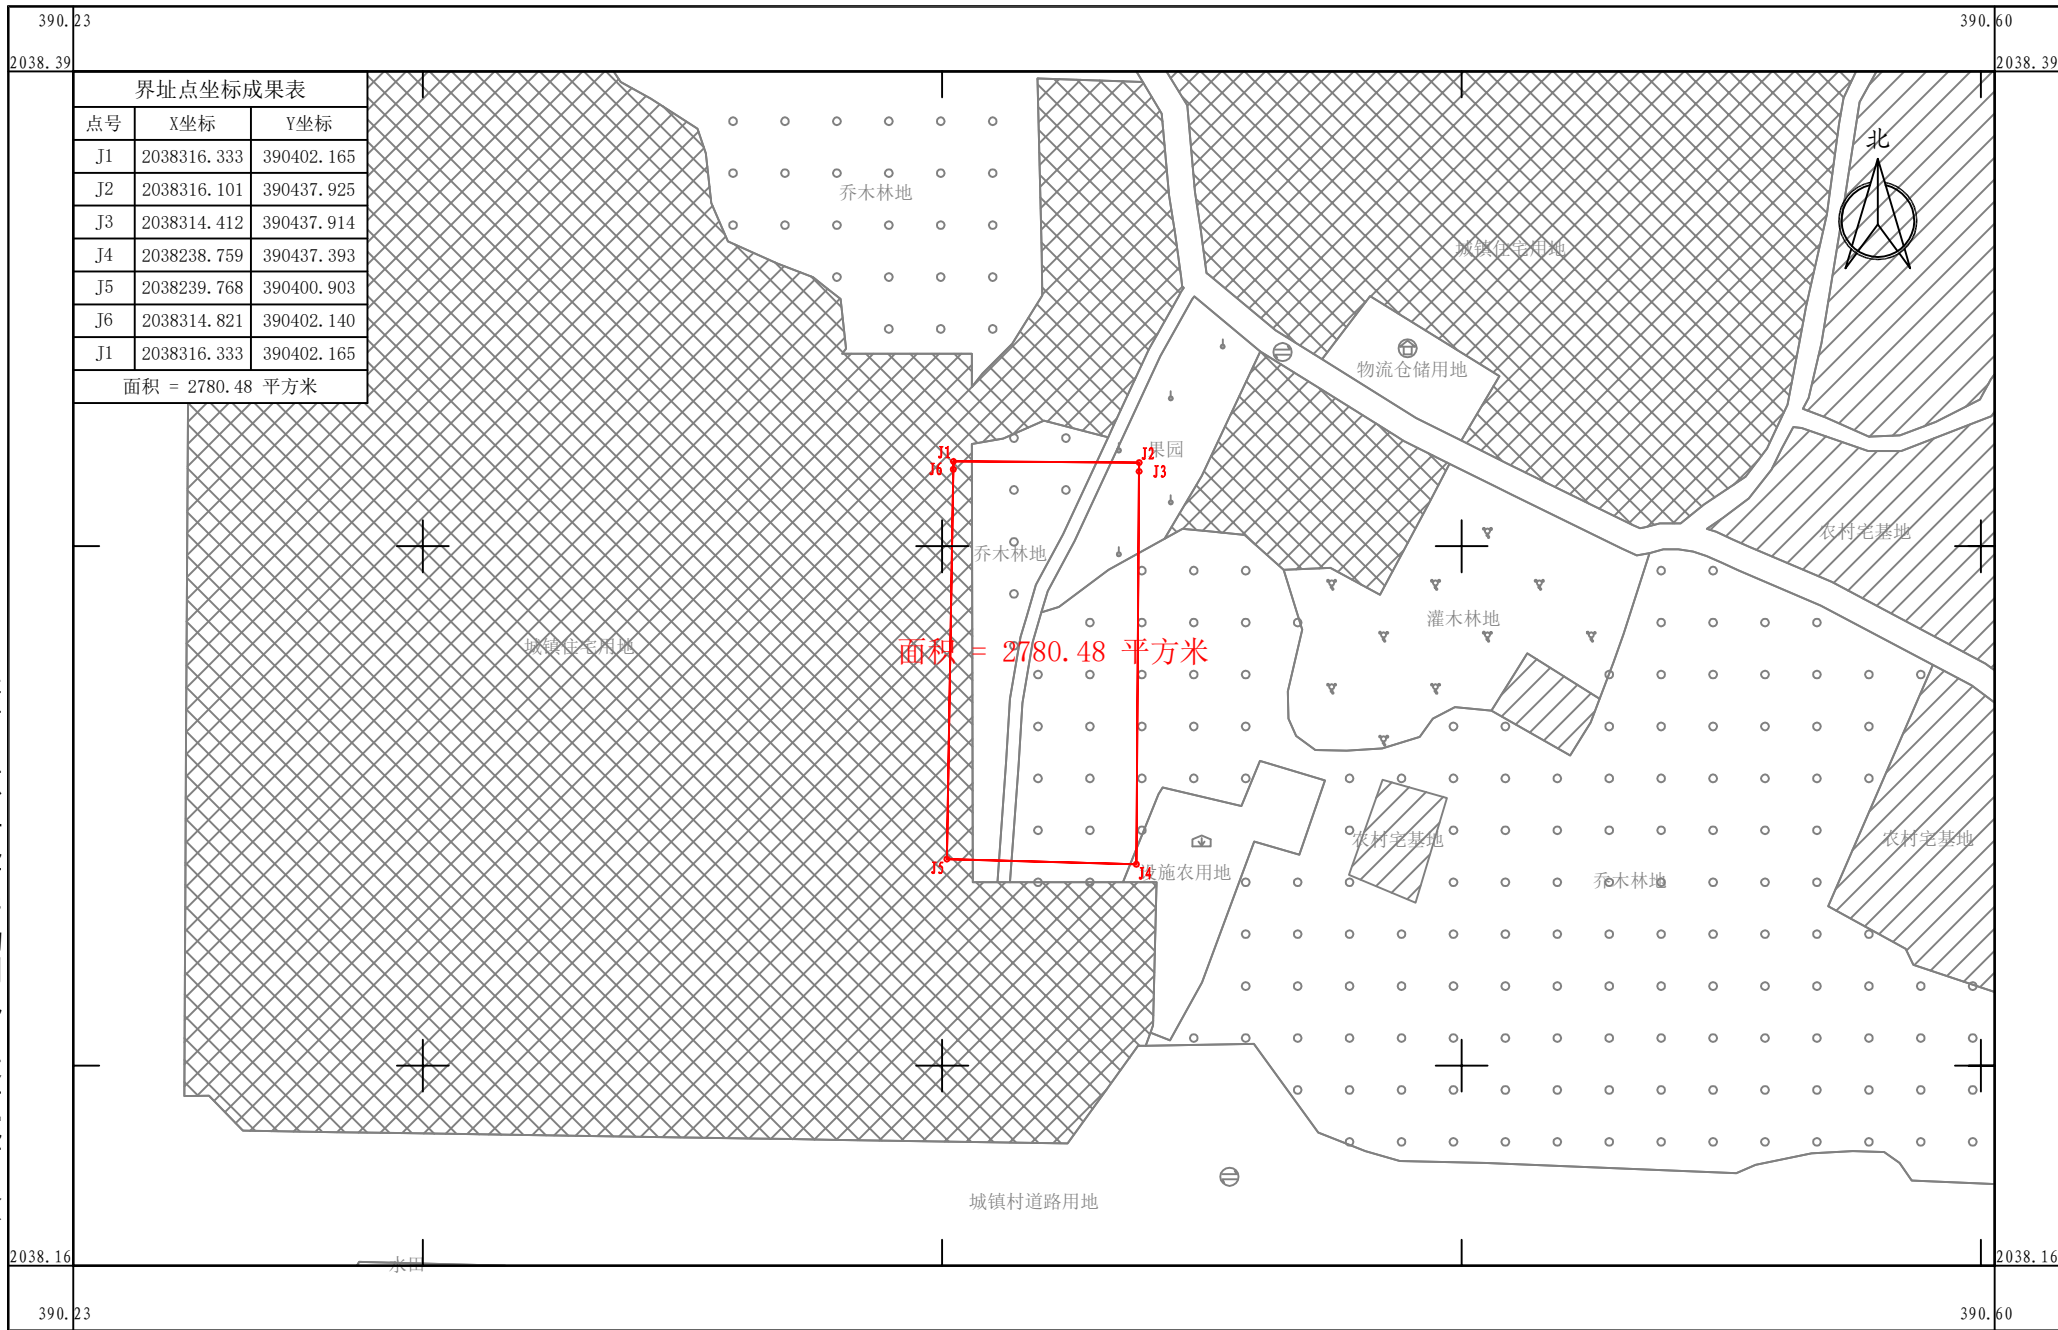 390.23
390.60
2038.39
2038.39
界址点坐标成果表
点号 X坐标 Y坐标
J1 2038316.333 390402.165
J2 2038316.101 390437.925
J3 2038314.412 390437.914
J4 2038238.759 390437.393
J5 2038239.768 390400.903
J6 2038314.821 390402.140
J1 2038316.333 390402.165
面积 = 2780.48 平方米
北
乔木林地
城镇住宅用地
物流仓储用地
果园
J1
J2
J6
J3
农村宅基地
乔木林地
灌木林地
城镇住宅用地
面积 = 2780.48 平方米
农村宅基地
农村宅基地
J5
J4
设施农用地
乔木林地
城镇村道路用地
水田
2038.16
2038.16
390.23
390.60